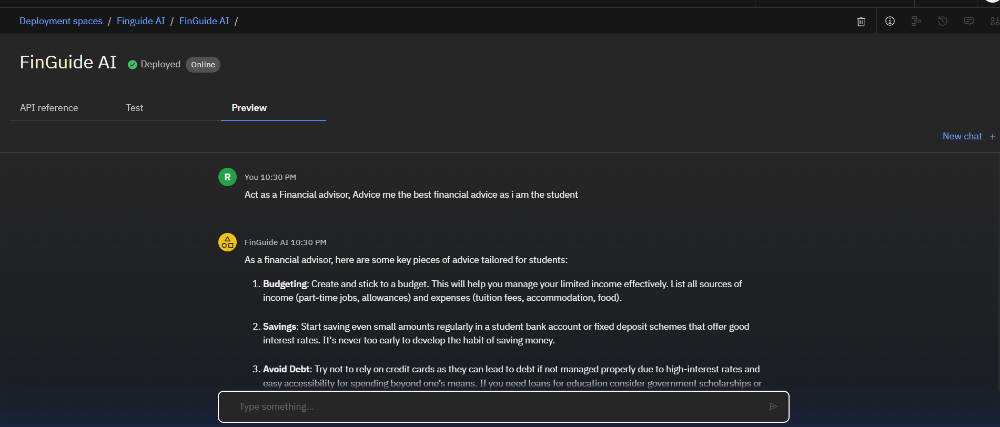 Deployment spaces / Finguide AI / FinGuide AI /
FinGuide AI Deployed Online
API reference Test Preview
New chat +
R You 10:30 PM
Act as a Financial advisor, Advice me the best financial advice as i am the student
FinGuide AI 10:30 PM
As a financial advisor, here are some key pieces of advice tailored for students:
1. Budgeting: Create and stick to a budget. This will help you manage your limited income effectively. List all sources of
income (part-time jobs, allowances) and expenses (tuition fees, accommodation, food).
2. Savings: Start saving even small amounts regularly in a student bank account or fixed deposit schemes that offer good
interest rates. It's never too early to develop the habit of saving money.
3. Avoid Debt: Try not to rely on credit cards as they can lead to debt if not managed properly due to high-interest rates and
easy accessibility for spending beyond one’s means. If you need loans for education consider government scholarships or
Type something...